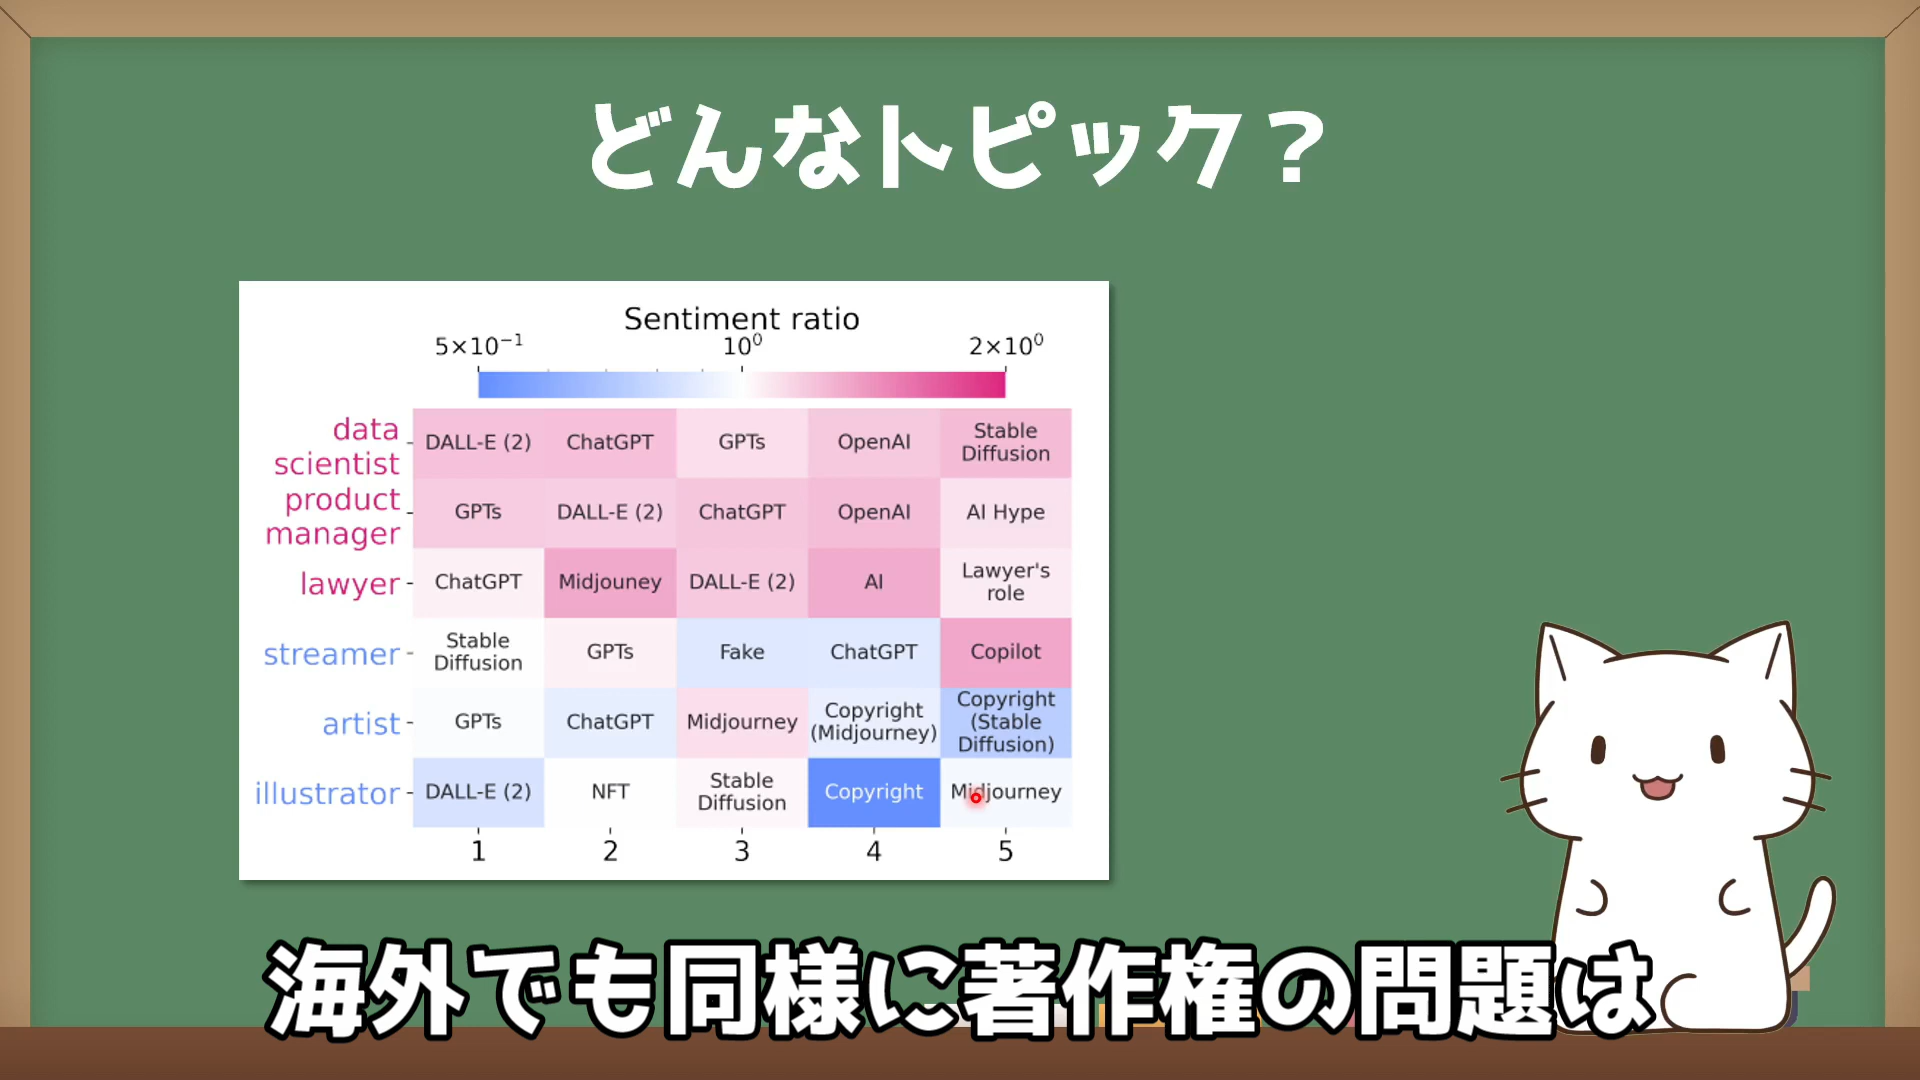 どんなトピック？
Sentiment ratio
5×10⁻¹ 10⁰ 2×10⁰
data scientist DALL-E (2) ChatGPT GPTs OpenAI Stable Diffusion
product manager GPTs DALL-E (2) ChatGPT OpenAI AI Hype
lawyer ChatGPT Midjouney DALL-E (2) AI Lawyer's role
streamer Stable Diffusion GPTs Fake ChatGPT Copilot
artist GPTs ChatGPT Midjourney Copyright (Midjourney) Copyright (Stable Diffusion)
illustrator DALL-E (2) NFT Stable Diffusion Copyright Midjourney
1 2 3 4 5
海外でも同様に著作権の問題は